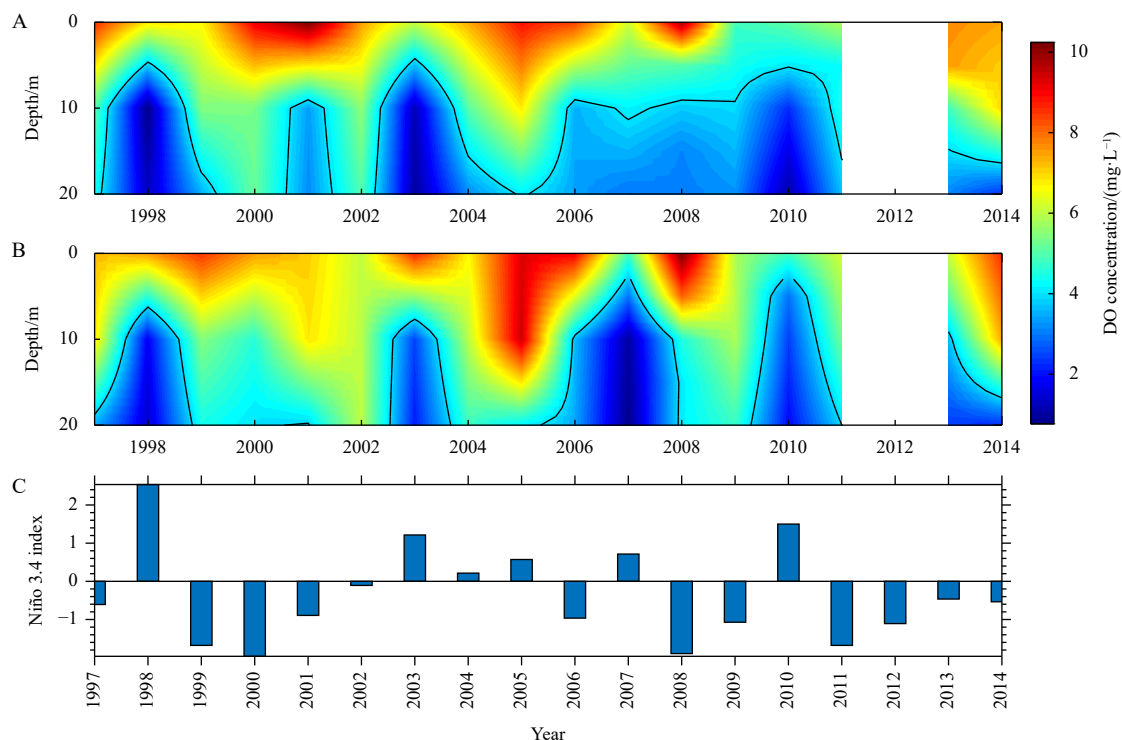 A
0
10
20
Depth/m
1998 2000 2002 2004 2006 2008 2010 2012 2014
B
0
10
20
Depth/m
1998 2000 2002 2004 2006 2008 2010 2012 2014
10
8
6
4
2
DO concentration/(mg·L⁻¹)
C
2
1
0
−1
Niño 3.4 index
1997 1998 1999 2000 2001 2002 2003 2004 2005 2006 2007 2008 2009 2010 2011 2012 2013 2014
Year